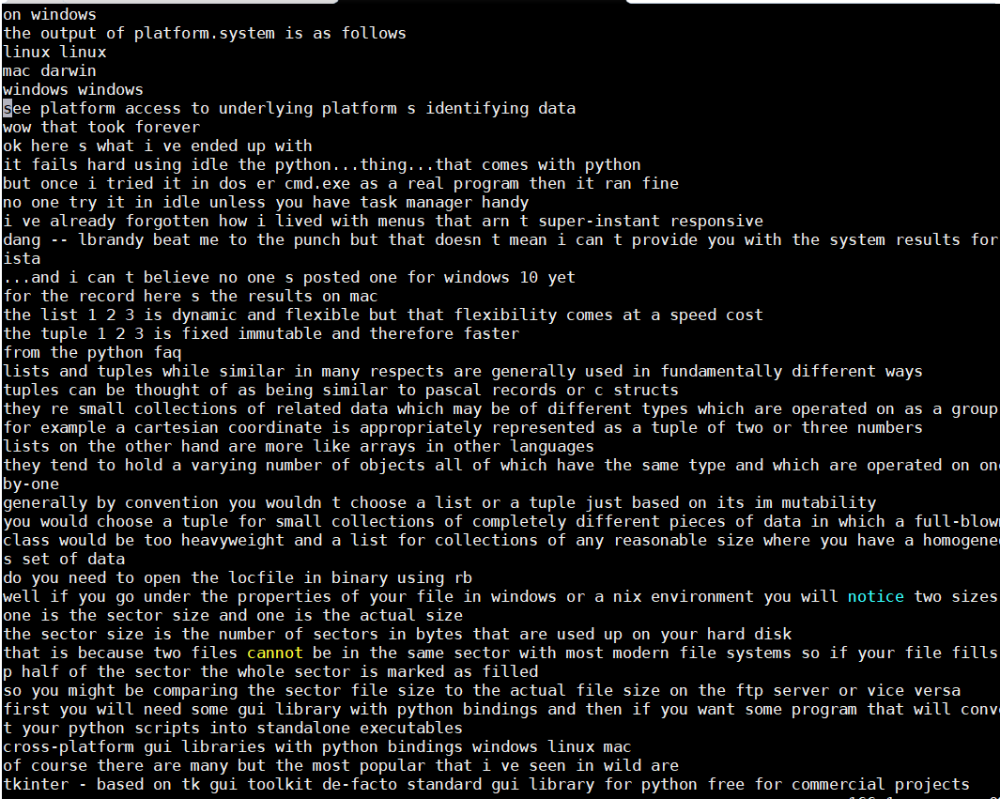 on windows
the output of platform.system is as follows
linux linux
mac darwin
windows windows
see platform access to underlying platform s identifying data
wow that took forever
ok here s what i ve ended up with
it fails hard using idle the python...thing...that comes with python
but once i tried it in dos er cmd.exe as a real program then it ran fine
no one try it in idle unless you have task manager handy
i ve already forgotten how i lived with menus that arn t super-instant responsive
dang -- lbrandy beat me to the punch but that doesn t mean i can t provide you with the system results for
ista
...and i can t believe no one s posted one for windows 10 yet
for the record here s the results on mac
the list 1 2 3 is dynamic and flexible but that flexibility comes at a speed cost
the tuple 1 2 3 is fixed immutable and therefore faster
from the python faq
lists and tuples while similar in many respects are generally used in fundamentally different ways
tuples can be thought of as being similar to pascal records or c structs
they re small collections of related data which may be of different types which are operated on as a group
for example a cartesian coordinate is appropriately represented as a tuple of two or three numbers
lists on the other hand are more like arrays in other languages
they tend to hold a varying number of objects all of which have the same type and which are operated on on
by-one
generally by convention you wouldn t choose a list or a tuple just based on its im mutability
you would choose a tuple for small collections of completely different pieces of data in which a full-blow
class would be too heavyweight and a list for collections of any reasonable size where you have a homogene
s set of data
do you need to open the locfile in binary using rb
well if you go under the properties of your file in windows or a nix environment you will notice two sizes
one is the sector size and one is the actual size
the sector size is the number of sectors in bytes that are used up on your hard disk
that is because two files cannot be in the same sector with most modern file systems so if your file fills
p half of the sector the whole sector is marked as filled
so you might be comparing the sector file size to the actual file size on the ftp server or vice versa
first you will need some gui library with python bindings and then if you want some program that will conv
t your python scripts into standalone executables
cross-platform gui libraries with python bindings windows linux mac
of course there are many but the most popular that i ve seen in wild are
tkinter - based on tk gui toolkit de-facto standard gui library for python free for commercial projects